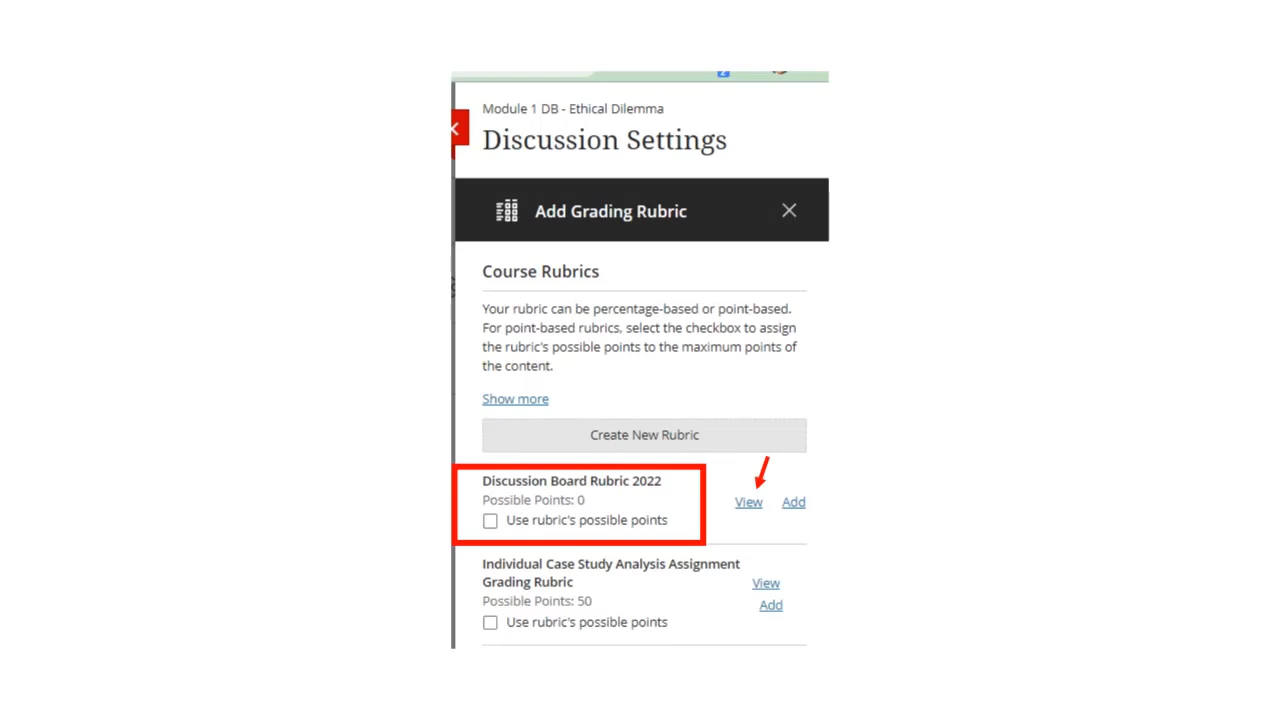 Module 1 DB - Ethical Dilemma
Discussion Settings
Add Grading Rubric
Course Rubrics
Your rubric can be percentage-based or point-based.
For point-based rubrics, select the checkbox to assign
the rubric's possible points to the maximum points of
the content.
Show more
Create New Rubric
Discussion Board Rubric 2022
Possible Points: 0
View Add
Use rubric's possible points
Individual Case Study Analysis Assignment
Grading Rubric
View
Possible Points: 50
Add
Use rubric's possible points